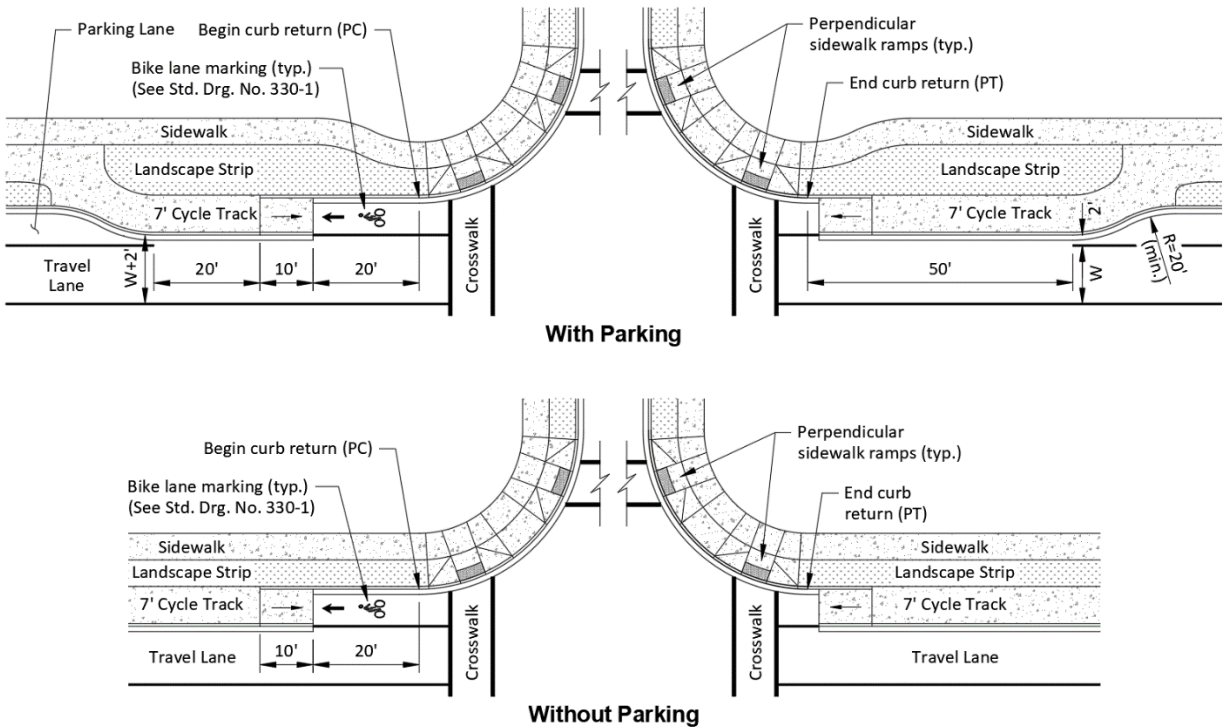 Parking Lane
Begin curb return (PC)
Bike lane marking (typ.)
(See Std. Drg. No. 330-1)
Perpendicular
sidewalk ramps (typ.)
End curb return (PT)
Sidewalk
Landscape Strip
7' Cycle Track
Travel
Lane
W+2'
20'
10'
20'
Crosswalk
Crosswalk
Sidewalk
Landscape Strip
7' Cycle Track
2'
R=20'
(min.)
50'
W
With Parking
Begin curb return (PC)
Bike lane marking (typ.)
(See Std. Drg. No. 330-1)
Perpendicular
sidewalk ramps (typ.)
End curb
return (PT)
Sidewalk
Landscape Strip
7' Cycle Track
10'
20'
Travel Lane
Crosswalk
Crosswalk
Sidewalk
Landscape Strip
7' Cycle Track
Travel Lane
Without Parking